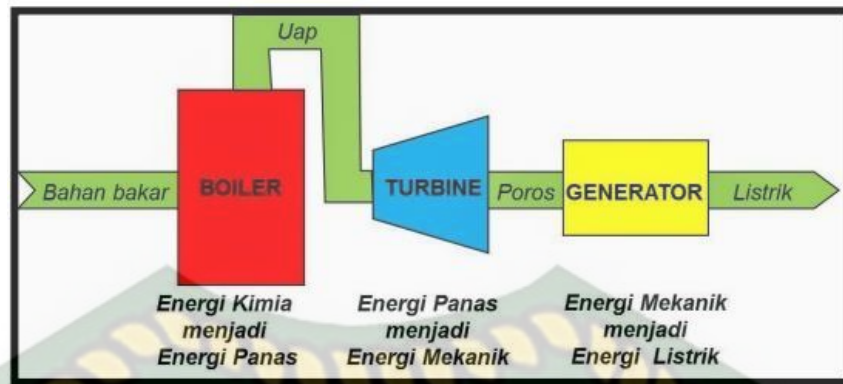 Uap
Bahan bakar
BOILER
TURBINE
Poros
GENERATOR
Listrik
Energi Kimia
menjadi
Energi Panas
Energi Panas
menjadi
Energi Mekanik
Energi Mekanik
menjadi
Energi Listrik